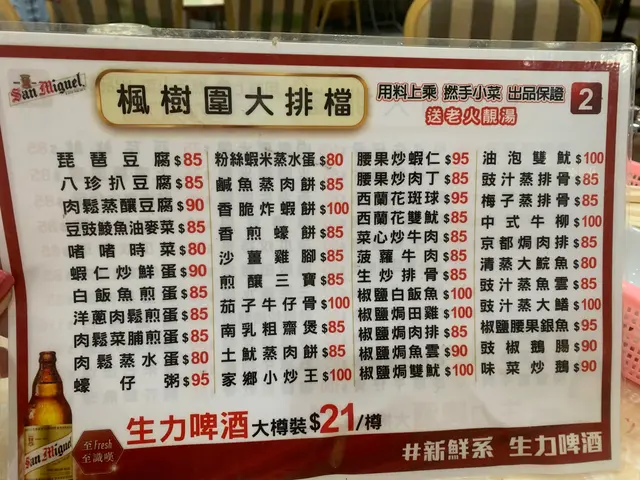 San Miguel
楓樹圍大排檔
用料上乘 撚手小菜 出品保證
送老火靚湯
2
琵琶豆腐 $85
八珍扒豆腐 $85
肉鬆蒸釀豆腐 $90
豆豉鯪魚油麥菜 $85
啫啫時菜 $80
蝦仁炒鮮蛋 $90
白飯魚煎蛋 $85
洋蔥肉鬆煎蛋 $85
肉鬆菜脯煎蛋 $85
肉鬆蒸水蛋 $80
蠔仔粥 $95
粉絲蝦米蒸水蛋 $80
鹹魚蒸肉餅 $85
香脆炸蝦餅 $100
香煎蠔餅 $85
沙薑雞腳 $85
煎釀三寶 $85
茄子牛仔骨 $100
南乳粗齋煲 $85
土魷蒸肉餅 $85
家鄉小炒王 $100
腰果炒蝦仁 $95
腰果炒肉丁 $85
西蘭花斑球 $95
西蘭花雙魷 $85
菜心炒牛肉 $85
菠蘿牛肉 $85
生炒排骨 $85
椒鹽白飯魚 $100
椒鹽焗田雞 $100
椒鹽焗肉排 $85
椒鹽焗魚雲 $90
椒鹽焗雙魷 $100
油泡雙魷 $100
豉汁蒸排骨 $85
梅子蒸排骨 $85
中式牛柳 $100
京都焗肉排 $85
清蒸大鯇魚 $80
豉汁蒸魚雲 $85
豉汁蒸大鱔 $100
椒鹽腰果銀魚 $95
豉椒鵝腸 $90
味菜炒鵝 $90
San Miguel
至Fresh
至識嘆
生力啤酒 大樽裝 $21/樽
#新鮮系 生力啤酒